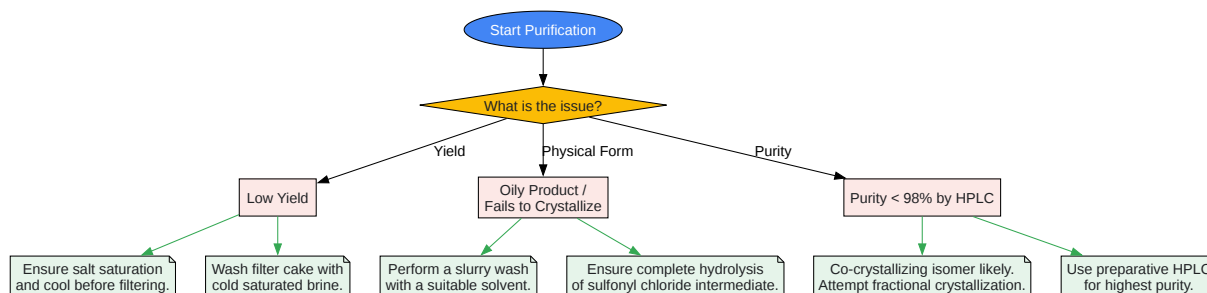 Start Purification
What is the issue?
Yield
Physical Form
Purity
Low Yield
Oily Product /
Fails to Crystallize
Purity < 98% by HPLC
Ensure salt saturation
and cool before filtering.
Wash filter cake with
cold saturated brine.
Perform a slurry wash
with a suitable solvent.
Ensure complete hydrolysis
of sulfonyl chloride intermediate.
Co-crystallizing isomer likely.
Attempt fractional crystallization.
Use preparative HPLC
for highest purity.